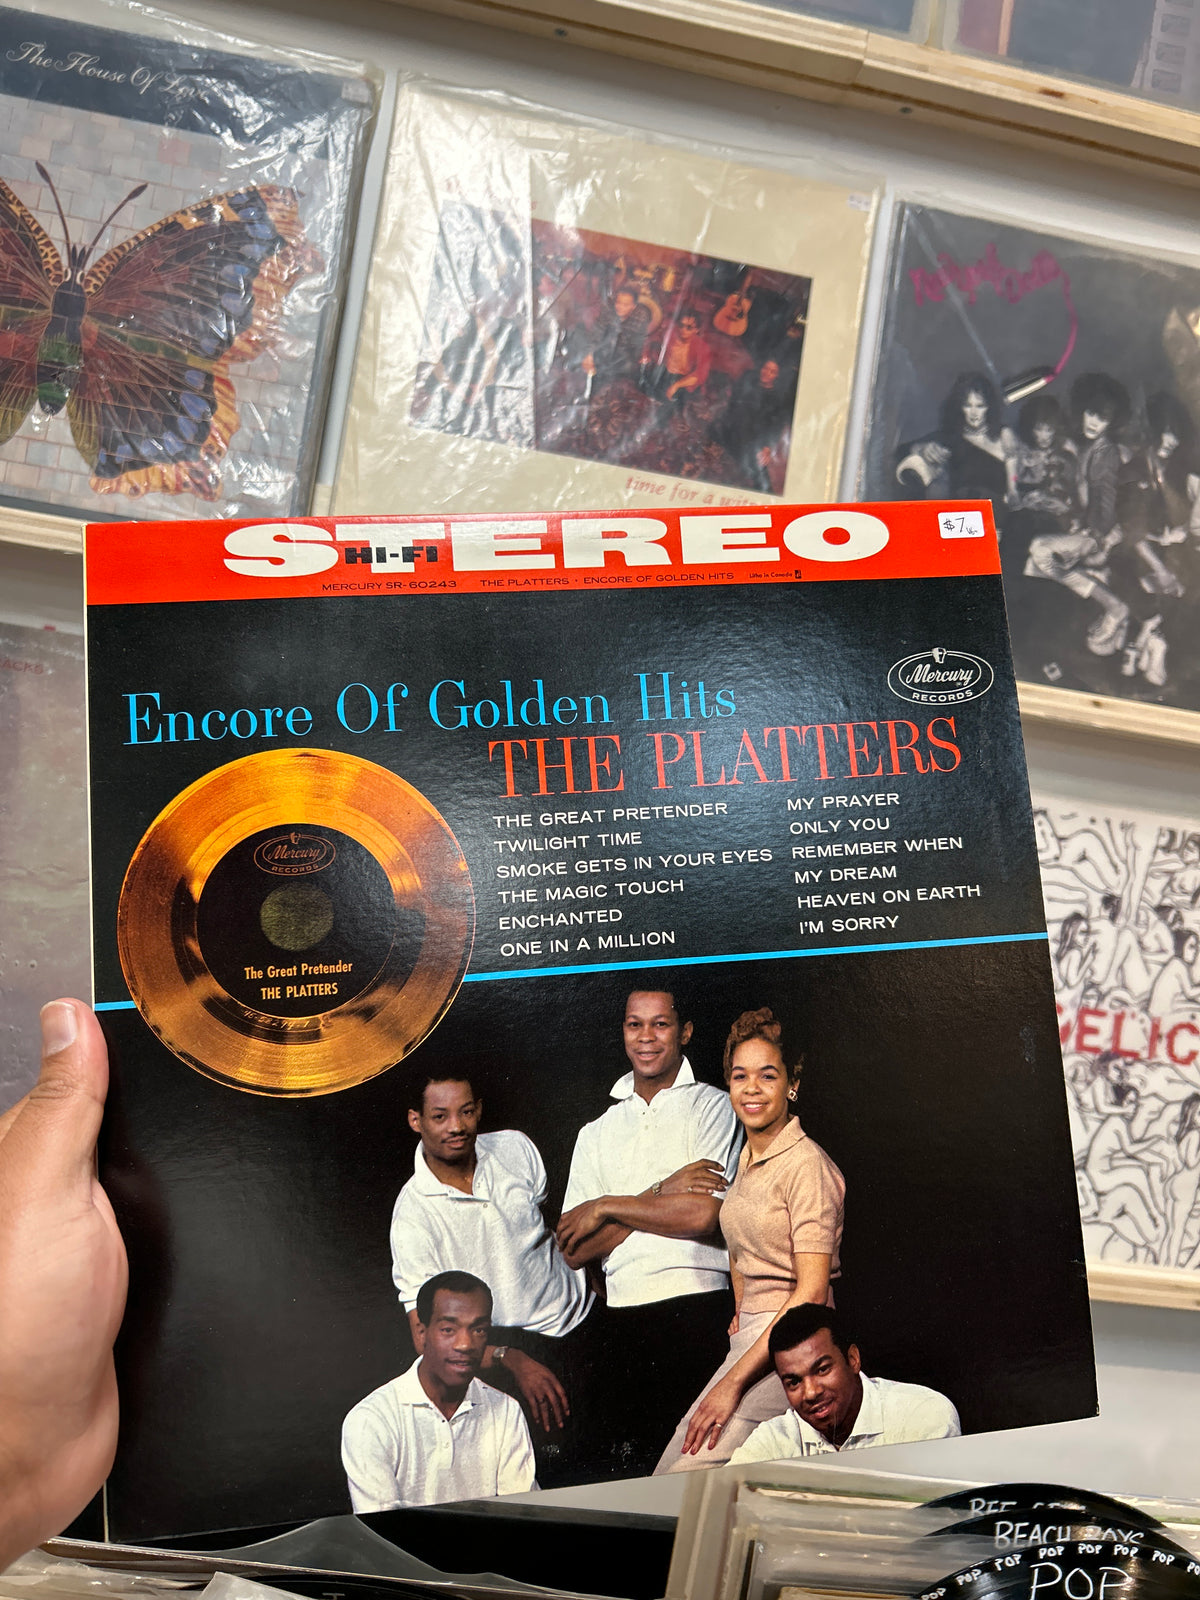 The House Of Love
time for a
STEREO
HI-FI
$7
MERCURY SR-60243 THE PLATTERS • ENCORE OF GOLDEN HITS Litho in Canada
Encore Of Golden Hits
Mercury
RECORDS
THE PLATTERS
THE GREAT PRETENDER
TWILIGHT TIME
SMOKE GETS IN YOUR EYES
THE MAGIC TOUCH
ENCHANTED
ONE IN A MILLION
MY PRAYER
ONLY YOU
REMEMBER WHEN
MY DREAM
HEAVEN ON EARTH
I'M SORRY
Mercury
RECORDS
The Great Pretender
THE PLATTERS
BEACH BOYS
POP POP POP POP POP POP POP
POP